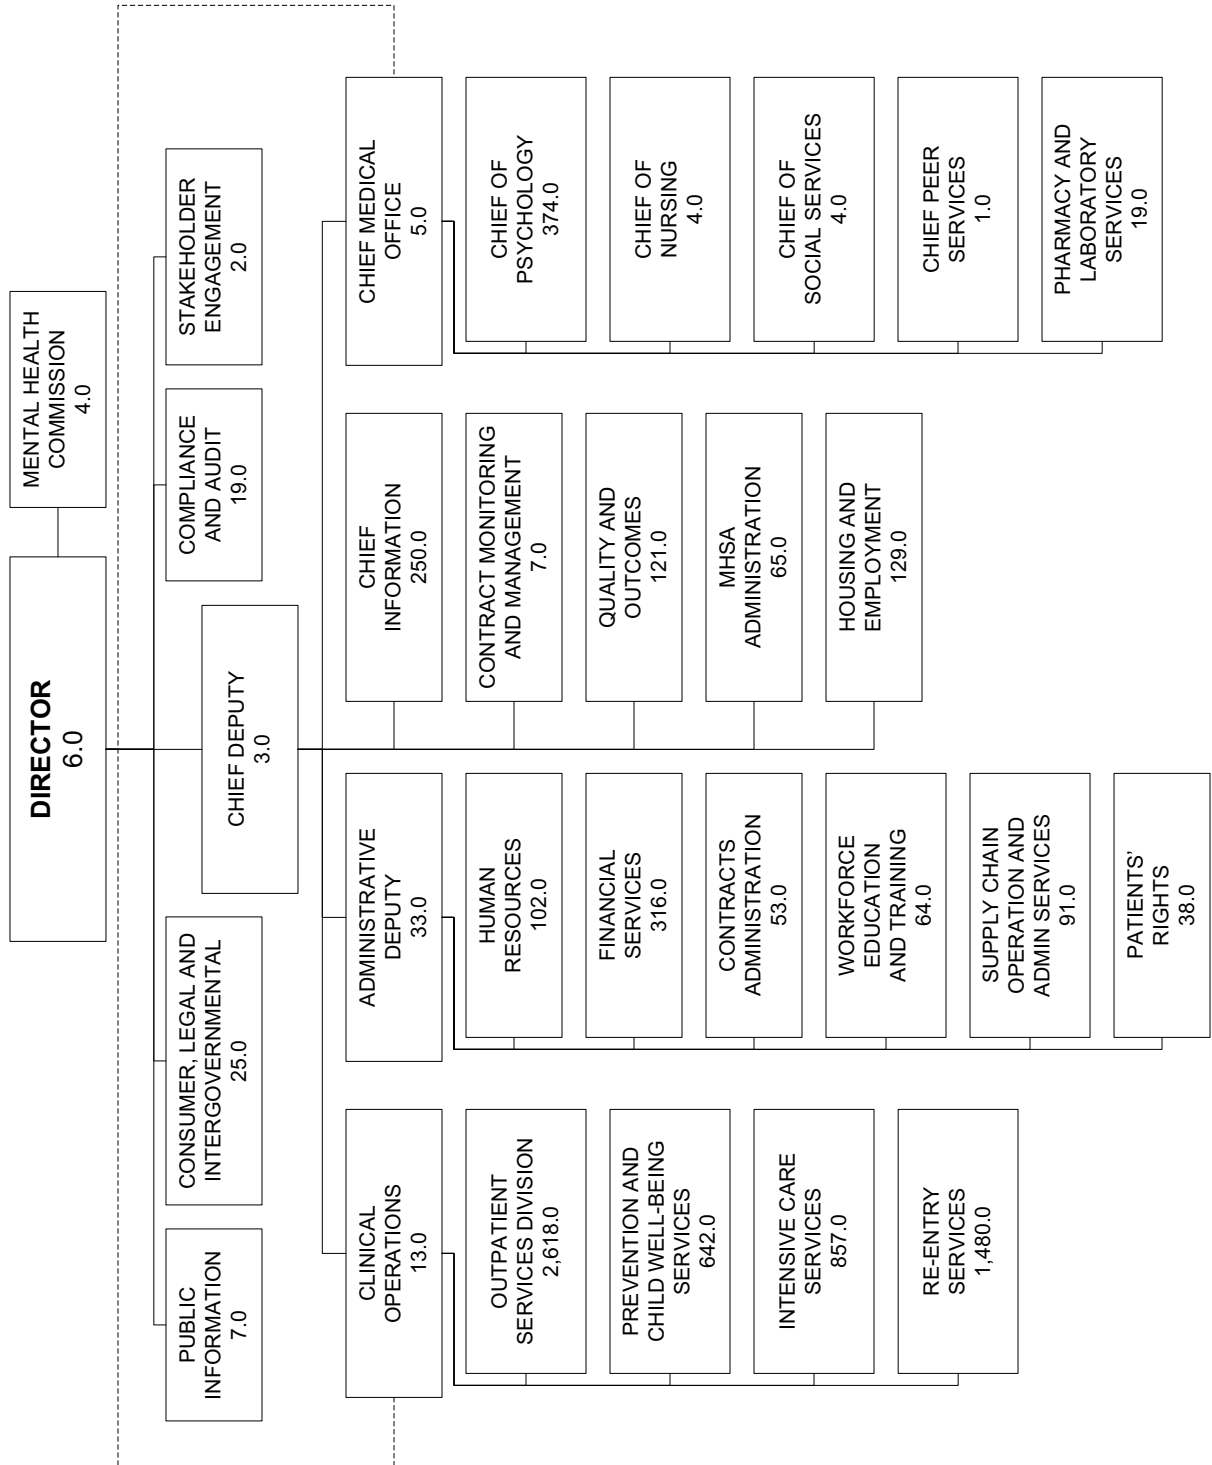 DIRECTOR
6.0
MENTAL HEALTH
COMMISSION
4.0
PUBLIC
INFORMATION
7.0
CONSUMER, LEGAL AND
INTERGOVERNMENTAL
25.0
COMPLIANCE
AND AUDIT
19.0
STAKEHOLDER
ENGAGEMENT
2.0
CHIEF DEPUTY
3.0
CLINICAL
OPERATIONS
13.0
OUTPATIENT
SERVICES DIVISION
2,618.0
PREVENTION AND
CHILD WELL-BEING
SERVICES
642.0
INTENSIVE CARE
SERVICES
857.0
RE-ENTRY
SERVICES
1,480.0
ADMINISTRATIVE
DEPUTY
33.0
HUMAN
RESOURCES
102.0
FINANCIAL
SERVICES
316.0
CONTRACTS
ADMINISTRATION
53.0
WORKFORCE
EDUCATION
AND TRAINING
64.0
SUPPLY CHAIN
OPERATION AND
ADMIN SERVICES
91.0
PATIENTS’
RIGHTS
38.0
CHIEF
INFORMATION
250.0
CONTRACT MONITORING
AND MANAGEMENT
7.0
QUALITY AND
OUTCOMES
121.0
MHSA
ADMINISTRATION
65.0
HOUSING AND
EMPLOYMENT
129.0
CHIEF MEDICAL
OFFICE
5.0
CHIEF OF
PSYCHOLOGY
374.0
CHIEF OF
NURSING
4.0
CHIEF OF
SOCIAL SERVICES
4.0
CHIEF PEER
SERVICES
1.0
PHARMACY AND
LABORATORY
SERVICES
19.0